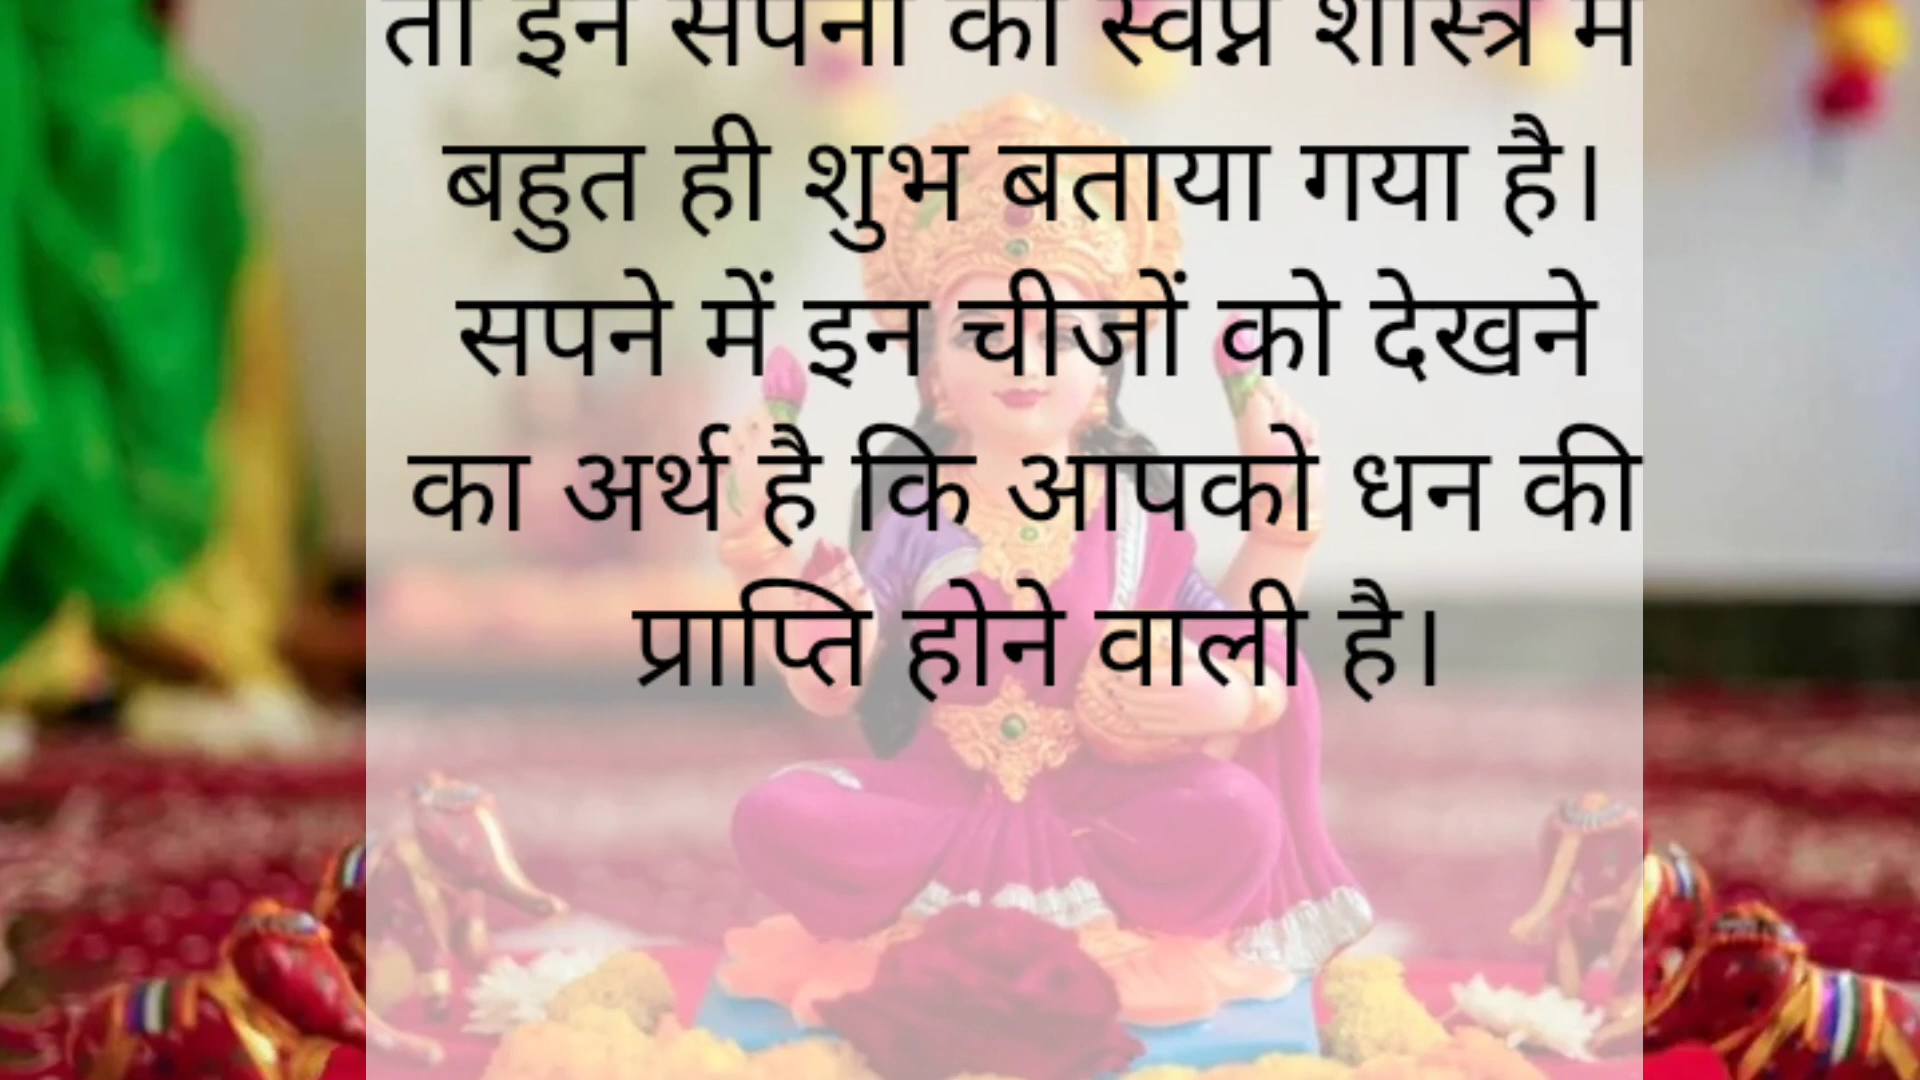 तो इन सपनों को स्वप्न शास्त्र में
बहुत ही शुभ बताया गया है।
सपने में इन चीजों को देखने
का अर्थ है कि आपको धन की
प्राप्ति होने वाली है।